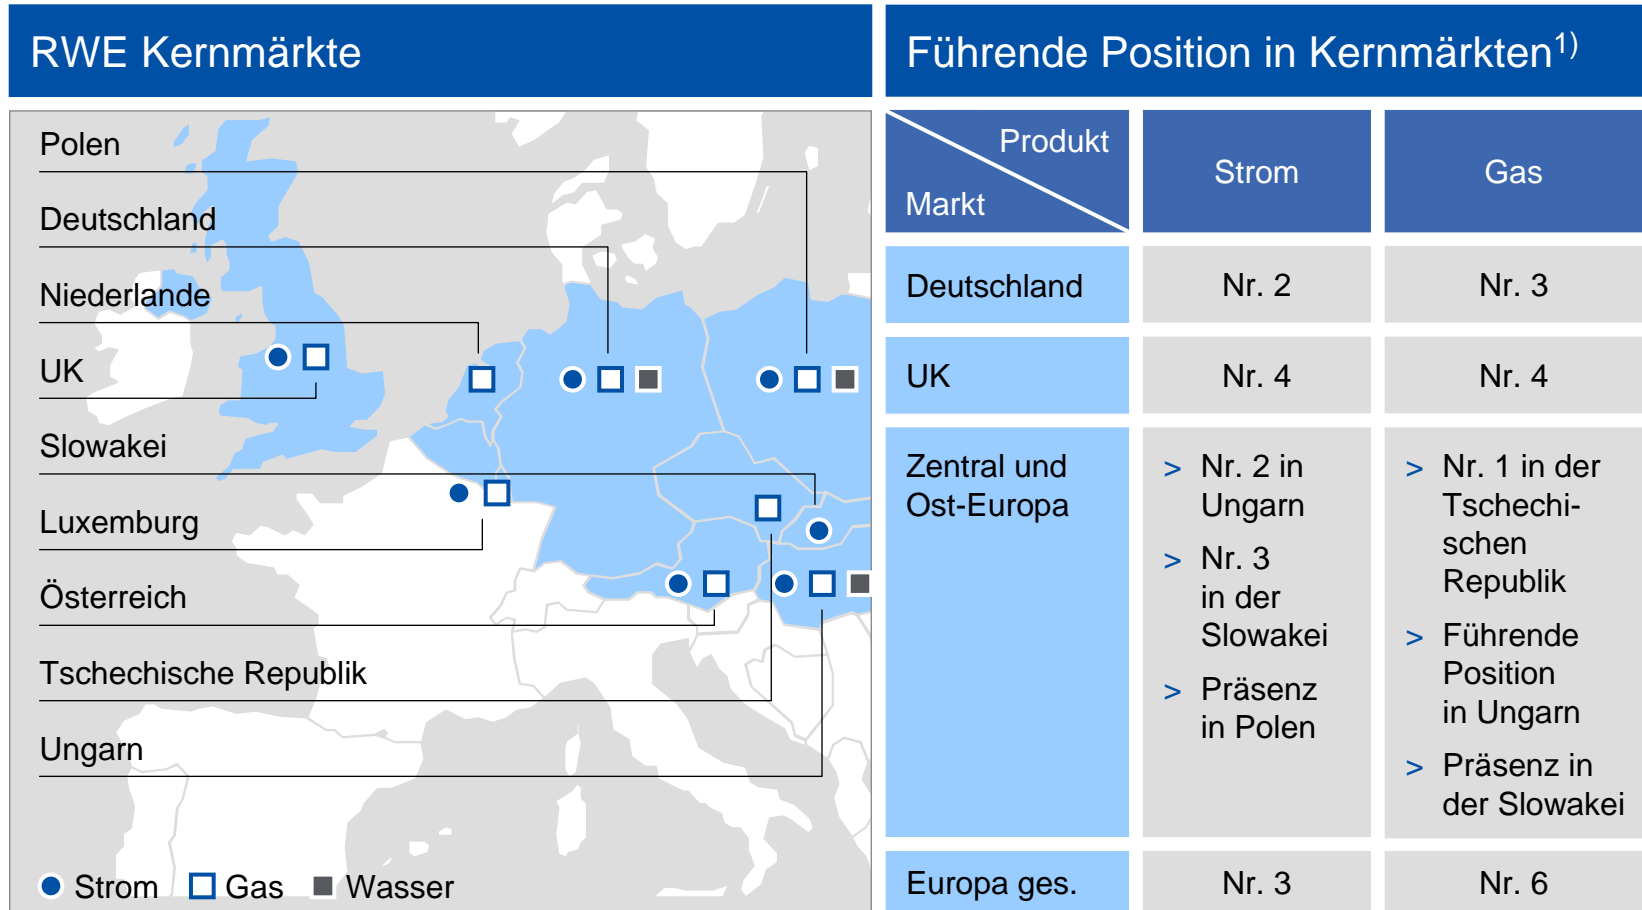 RWE Kernmärkte
Polen
Deutschland
Niederlande
UK
Slowakei
Luxemburg
Österreich
Tschechische Republik
Ungarn
Strom Gas Wasser
Führende Position in Kernmärkten1)
Produkt
Markt
Strom
Gas
Deutschland
Nr. 2
Nr. 3
UK
Nr. 4
Nr. 4
Zentral und
Ost-Europa
> Nr. 2 in
Ungarn
> Nr. 3
in der
Slowakei
> Präsenz
in Polen
> Nr. 1 in der
Tschechi-
schen
Republik
> Führende
Position
in Ungarn
> Präsenz in
der Slowakei
Europa ges.
Nr. 3
Nr. 6